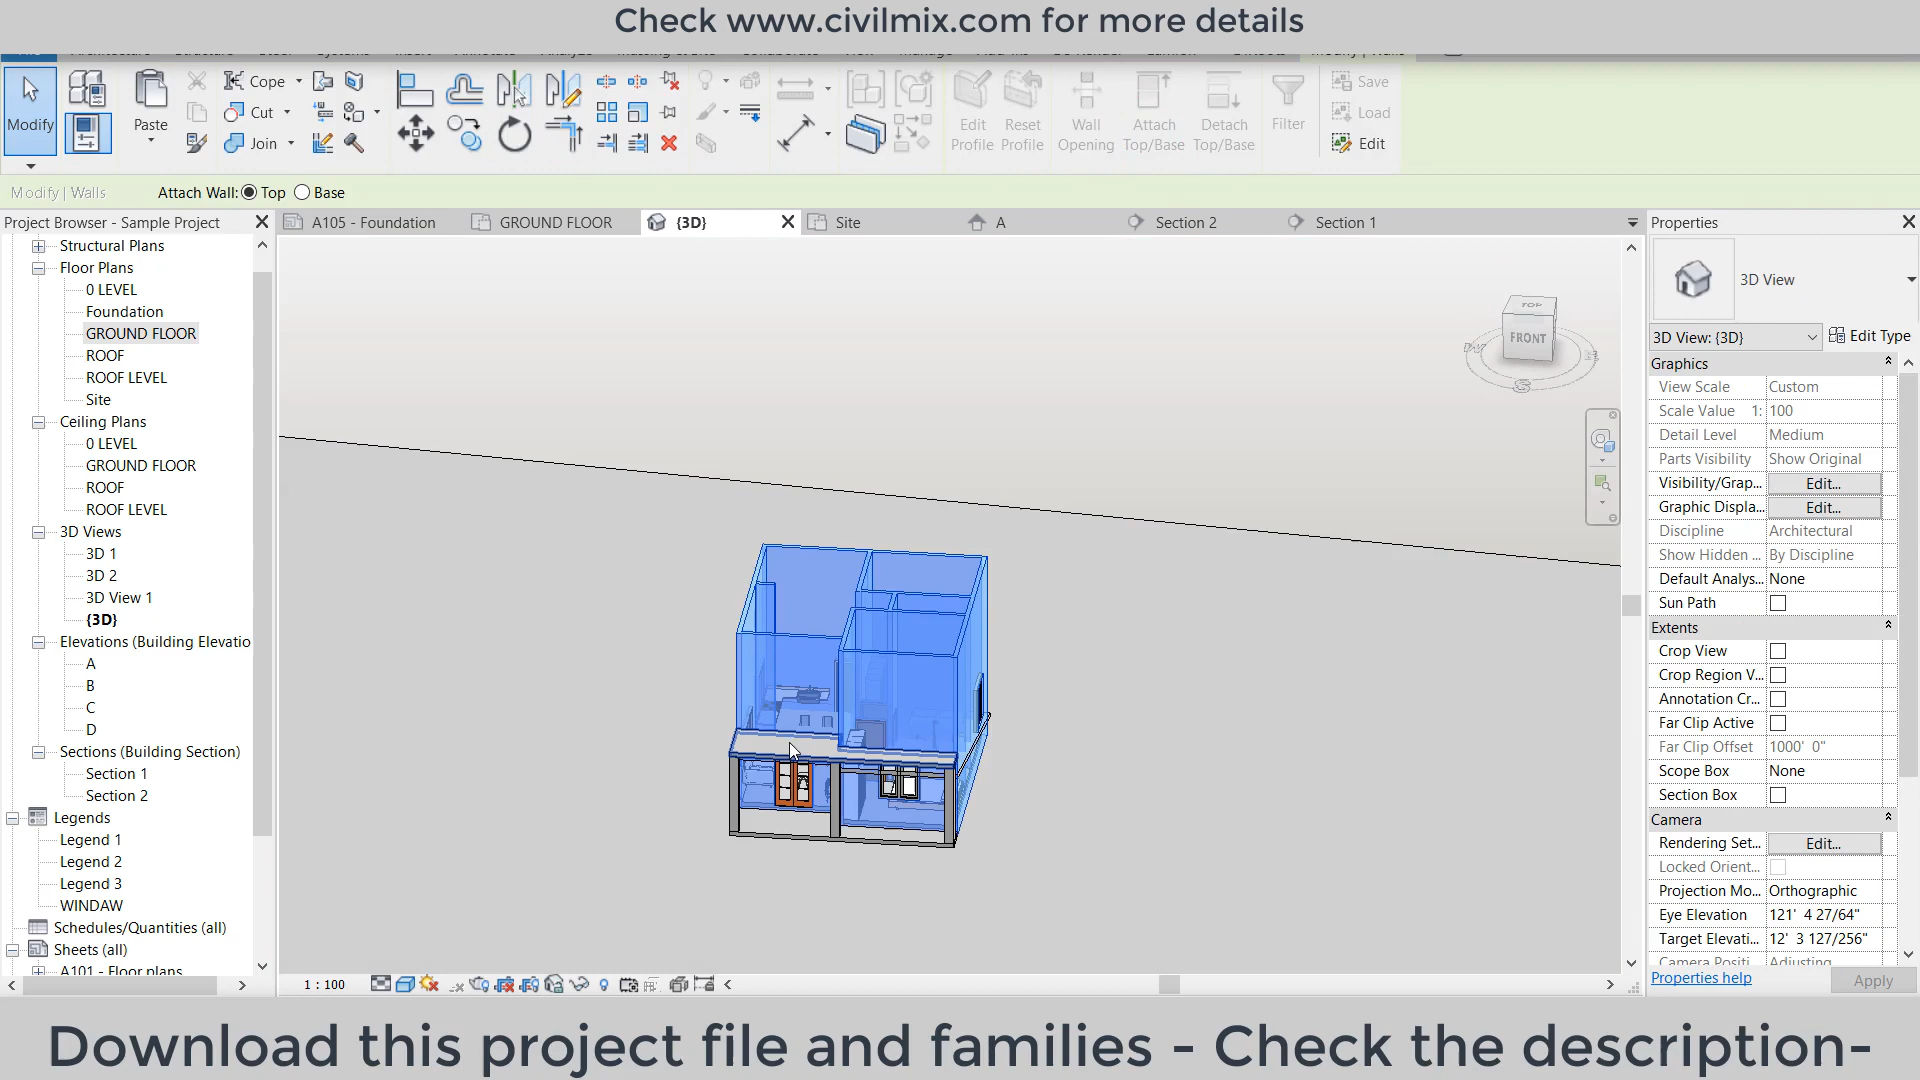 Check www.civilmix.com for more details
Modify
Paste
Cope
Cut
Join
Edit Profile
Reset Profile
Wall Opening
Attach Top/Base
Detach Top/Base
Filter
Save
Load
Edit
Modify | Walls
Attach Wall: Top Base
Project Browser - Sample Project
A105 - Foundation
GROUND FLOOR
{3D}
Site
A
Section 2
Section 1
Properties
Structural Plans
Floor Plans
0 LEVEL
Foundation
GROUND FLOOR
ROOF
ROOF LEVEL
Site
Ceiling Plans
0 LEVEL
GROUND FLOOR
ROOF
ROOF LEVEL
3D Views
3D 1
3D 2
3D View 1
{3D}
Elevations (Building Elevatio
A
B
C
D
Sections (Building Section)
Section 1
Section 2
Legends
Legend 1
Legend 2
Legend 3
WINDAW
Schedules/Quantities (all)
Sheets (all)
A101 - Floor plans
TOP
FRONT
S
1 : 100
3D View
3D View: {3D}
Edit Type
Graphics
View Scale Custom
Scale Value 1: 100
Detail Level Medium
Parts Visibility Show Original
Visibility/Grap... Edit...
Graphic Displa... Edit...
Discipline Architectural
Show Hidden ... By Discipline
Default Analys... None
Sun Path
Extents
Crop View
Crop Region V...
Annotation Cr...
Far Clip Active
Far Clip Offset 1000' 0"
Scope Box None
Section Box
Camera
Rendering Set... Edit...
Locked Orient...
Projection Mo... Orthographic
Eye Elevation 121' 4 27/64"
Target Elevati... 12' 3 127/256"
Camera Positi... Adjusting
Properties help
Apply
Download this project file and families - Check the description-